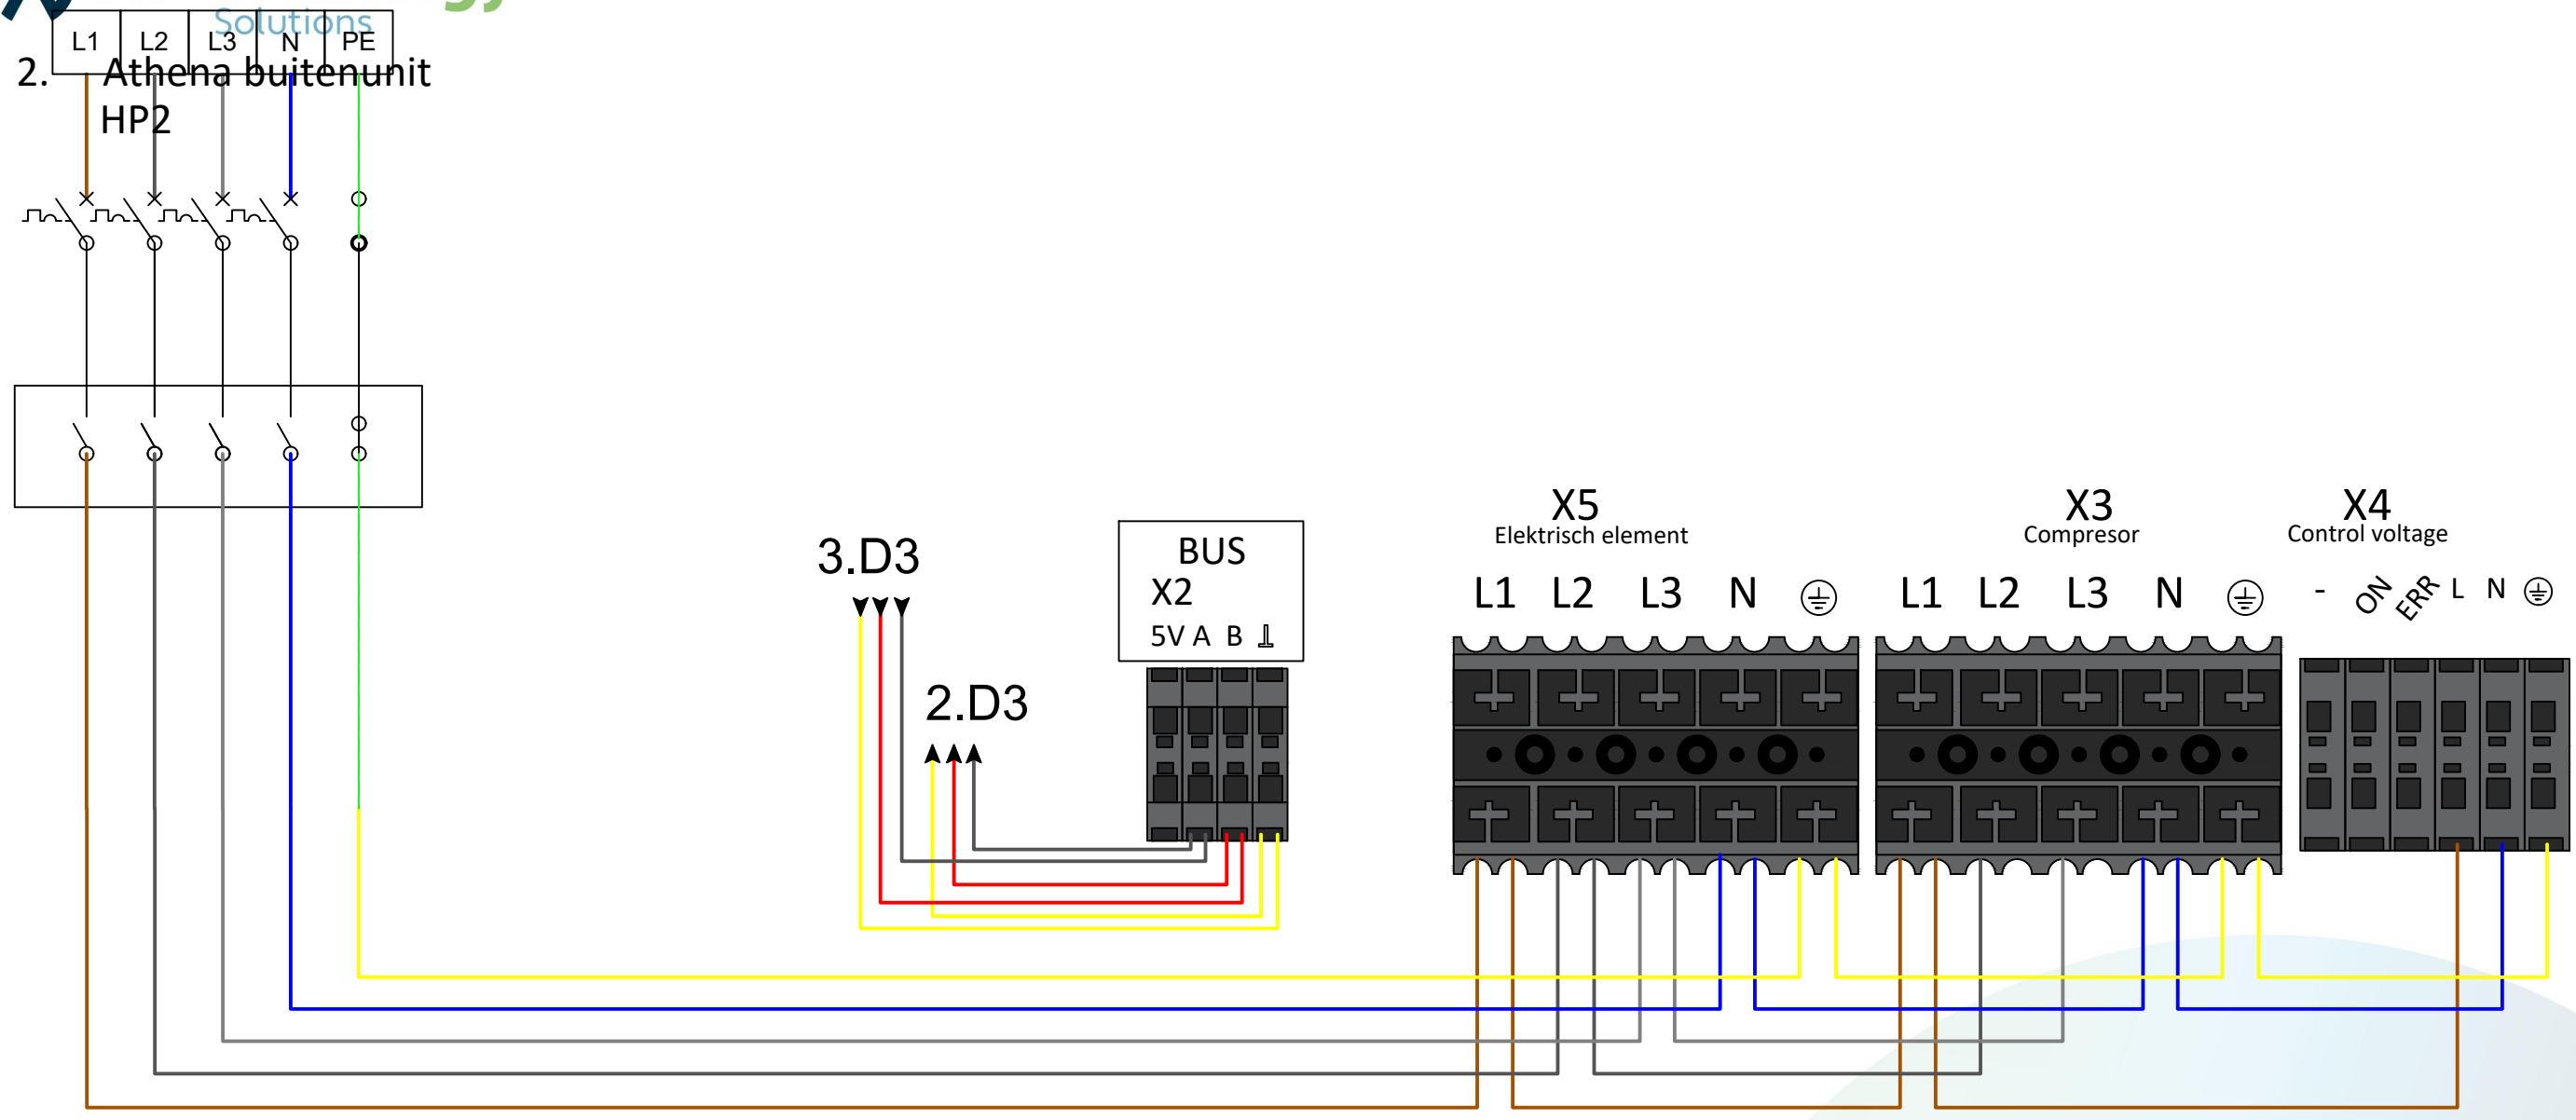 Solutions
L1 L2 L3 N PE
2. Athena buitenunit
HP2
X5 X3 X4
Elektrisch element Compresor Control voltage
3.D3
BUS
X2
5V A B
L1 L2 L3 N L1 L2 L3 N - ON ERR L N
2.D3